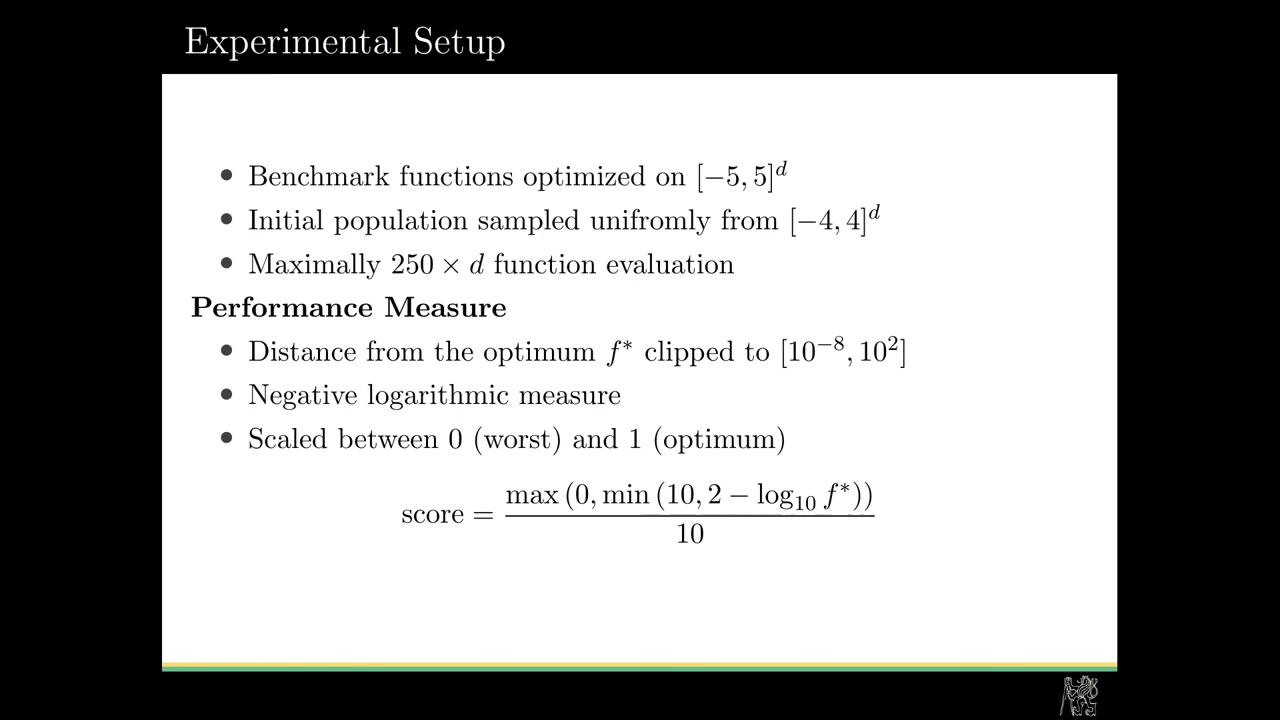 Experimental Setup
• Benchmark functions optimized on [−5, 5]^d
• Initial population sampled unifromly from [−4, 4]^d
• Maximally 250 × d function evaluation
Performance Measure
• Distance from the optimum f* clipped to [10^−8, 10^2]
• Negative logarithmic measure
• Scaled between 0 (worst) and 1 (optimum)
score = max (0, min (10, 2 − log_10 f*)) / 10